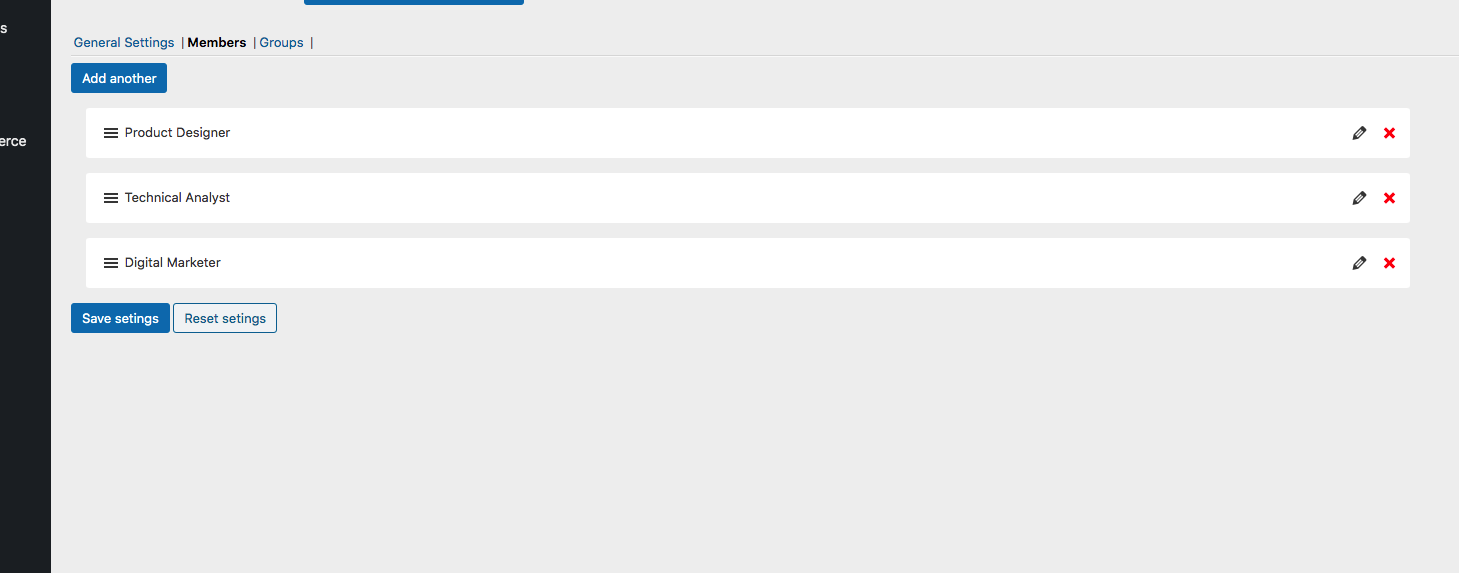 s
General Settings | Members | Groups |
Add another
erce
Product Designer
Technical Analyst
Digital Marketer
Save setings Reset setings